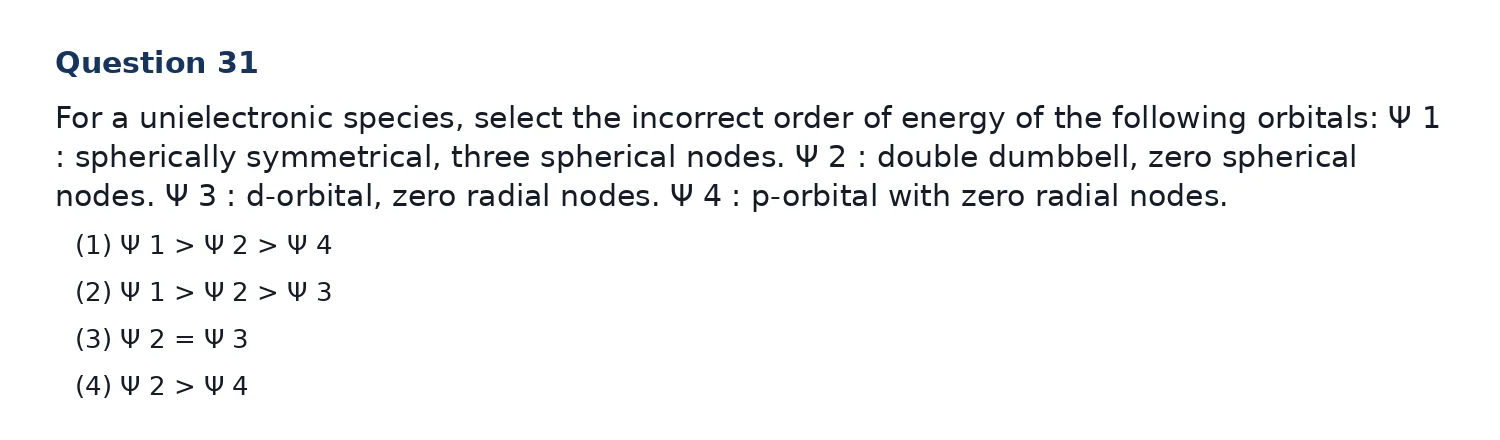 Question 31
For a unielectronic species, select the incorrect order of energy of the following orbitals: Ψ 1
: spherically symmetrical, three spherical nodes. Ψ 2 : double dumbbell, zero spherical
nodes. Ψ 3 : d-orbital, zero radial nodes. Ψ 4 : p-orbital with zero radial nodes.
(1) Ψ 1 > Ψ 2 > Ψ 4
(2) Ψ 1 > Ψ 2 > Ψ 3
(3) Ψ 2 = Ψ 3
(4) Ψ 2 > Ψ 4